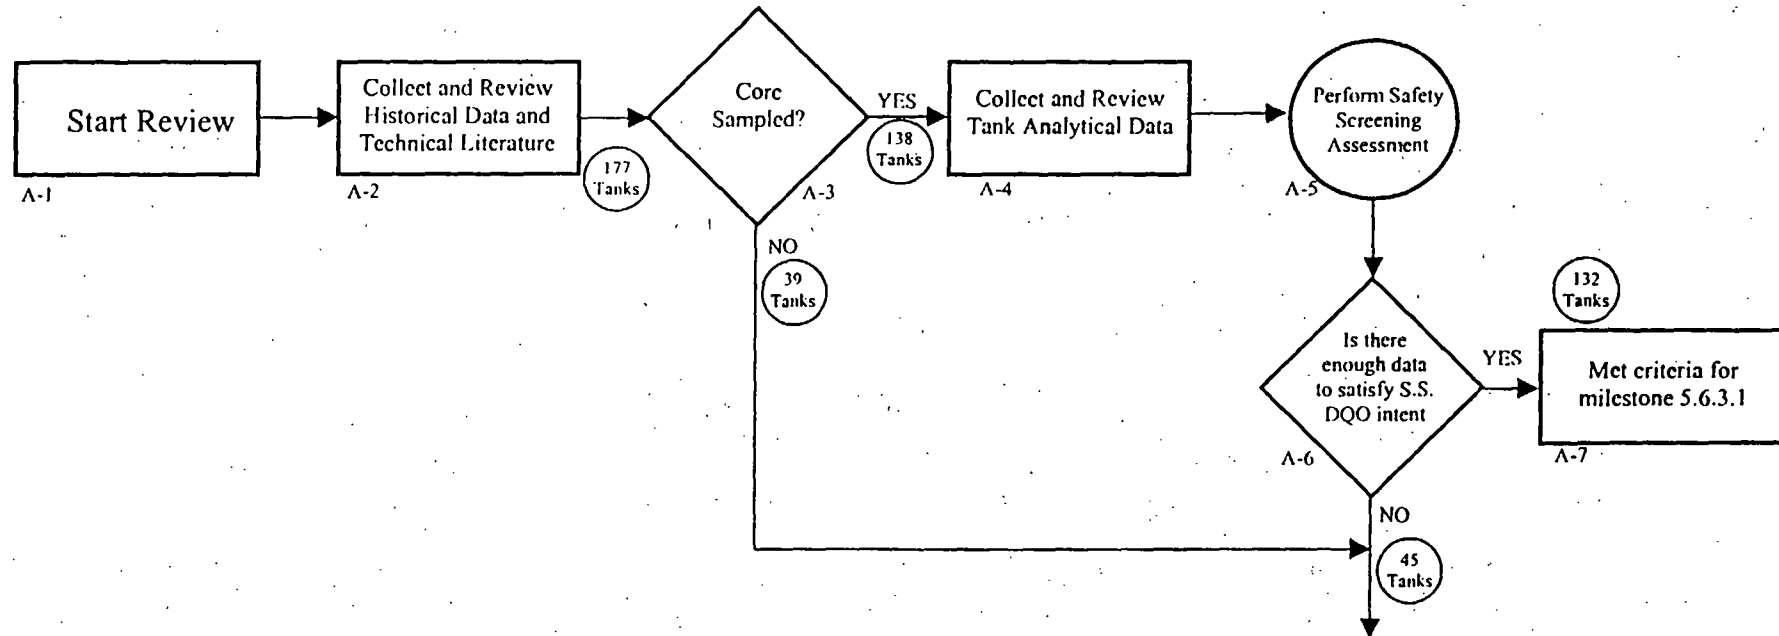 Start Review
A-1
Collect and Review
Historical Data and
Technical Literature
A-2
177
Tanks
Core
Sampled?
A-3
YES
138
Tanks
NO
39
Tanks
Collect and Review
Tank Analytical Data
A-4
Perform Safety
Screening
Assessment
A-5
Is there
enough data
to satisfy S.S.
DQO intent
A-6
YES
132
Tanks
Met criteria for
milestone 5.6.3.1
A-7
NO
45
Tanks